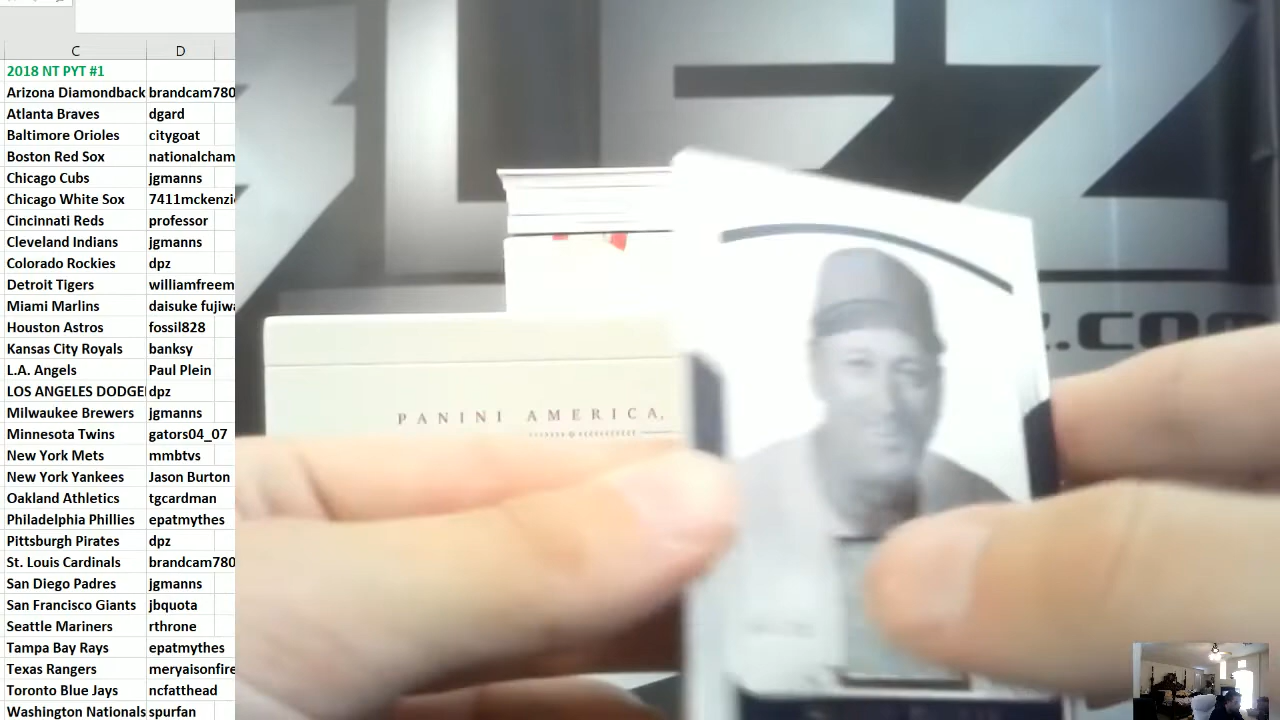 C D
2018 NT PYT #1
Arizona Diamondback brandcam780
Atlanta Braves dgard
Baltimore Orioles citygoat
Boston Red Sox nationalcham
Chicago Cubs jgmanns
Chicago White Sox 7411mckenzi
Cincinnati Reds professor
Cleveland Indians jgmanns
Colorado Rockies dpz
Detroit Tigers williamfreem
Miami Marlins daisuke fujiwa
Houston Astros fossil828
Kansas City Royals banksy
L.A. Angels Paul Plein
LOS ANGELES DODGE dpz
Milwaukee Brewers jgmanns
Minnesota Twins gators04_07
New York Mets mmbtvs
New York Yankees Jason Burton
Oakland Athletics tgcardman
Philadelphia Phillies epatmythes
Pittsburgh Pirates dpz
St. Louis Cardinals brandcam780
San Diego Padres jgmanns
San Francisco Giants jbquota
Seattle Mariners rthrone
Tampa Bay Rays epatmythes
Texas Rangers meryaisonfire
Toronto Blue Jays ncfatthead
Washington Nationals spurfan
PANINI AMERICA,